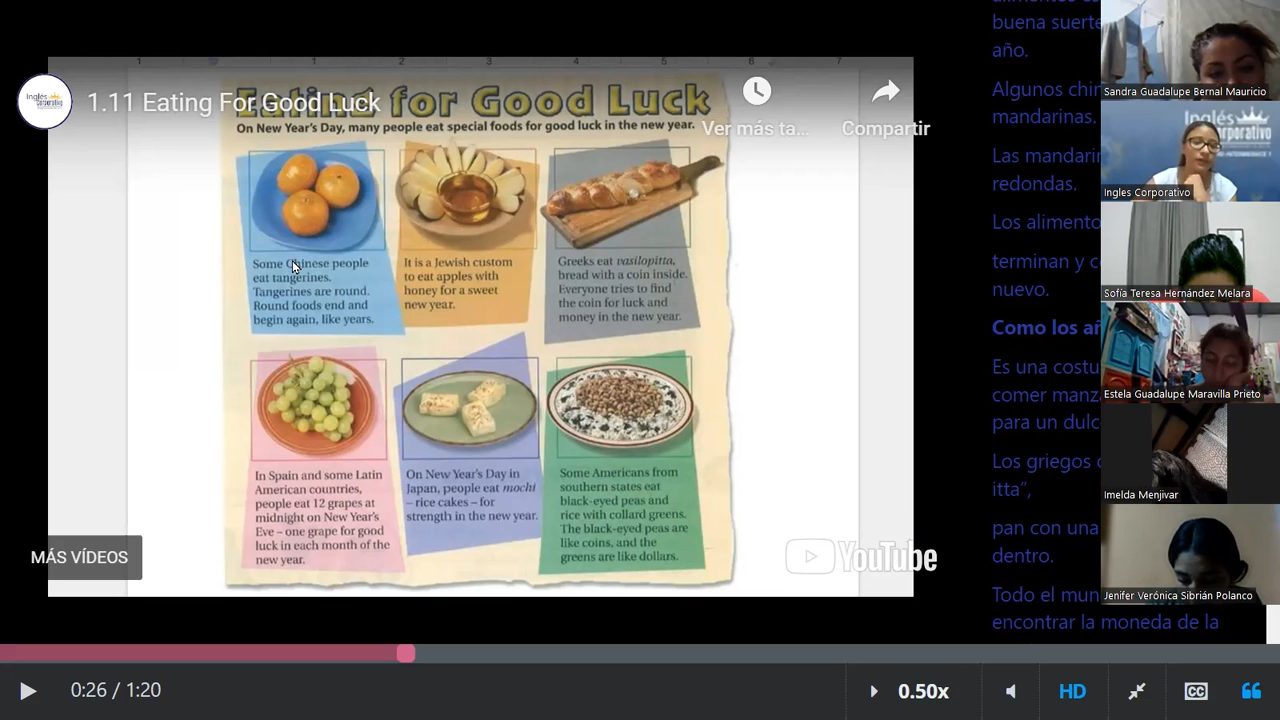 1.11 Eating For Good Luck
Eating for Good Luck
On New Year's Day, many people eat special foods for good luck in the new year.
Ver más ta...
Compartir
Some Chinese people
eat tangerines.
Tangerines are round.
Round foods end and
begin again, like years.
It is a Jewish custom
to eat apples with
honey for a sweet
new year.
Greeks eat vasilopitta,
bread with a coin inside.
Everyone tries to find
the coin for luck and
money in the new year.
In Spain and some Latin
American countries,
people eat 12 grapes at
midnight on New Year's
Eve – one grape for good
luck in each month of the
new year.
On New Year's Day in
Japan, people eat mochi
– rice cakes – for
strength in the new year.
Some Americans from
southern states eat
black-eyed peas and
rice with collard greens.
The black-eyed peas are
like coins, and the
greens are like dollars.
MÁS VÍDEOS
YouTube
buena suerte
año.
Algunos chi
mandarinas.
Las mandari
redondas.
Los alimento
terminan y c
nuevo.
Como los añ
Es una costu
comer manz
para un dulc
Los griegos
itta",
pan con una
dentro.
Todo el mun
encontrar la moneda de la
Sandra Guadalupe Bernal Mauricio
Inglés
Corporativo
Ingles Corporativo
Sofía Teresa Hernández Melara
Estela Guadalupe Maravilla Prieto
Imelda Menjivar
Jenifer Verónica Sibrián Polanco
0:26 / 1:20
0.50x
HD
CC